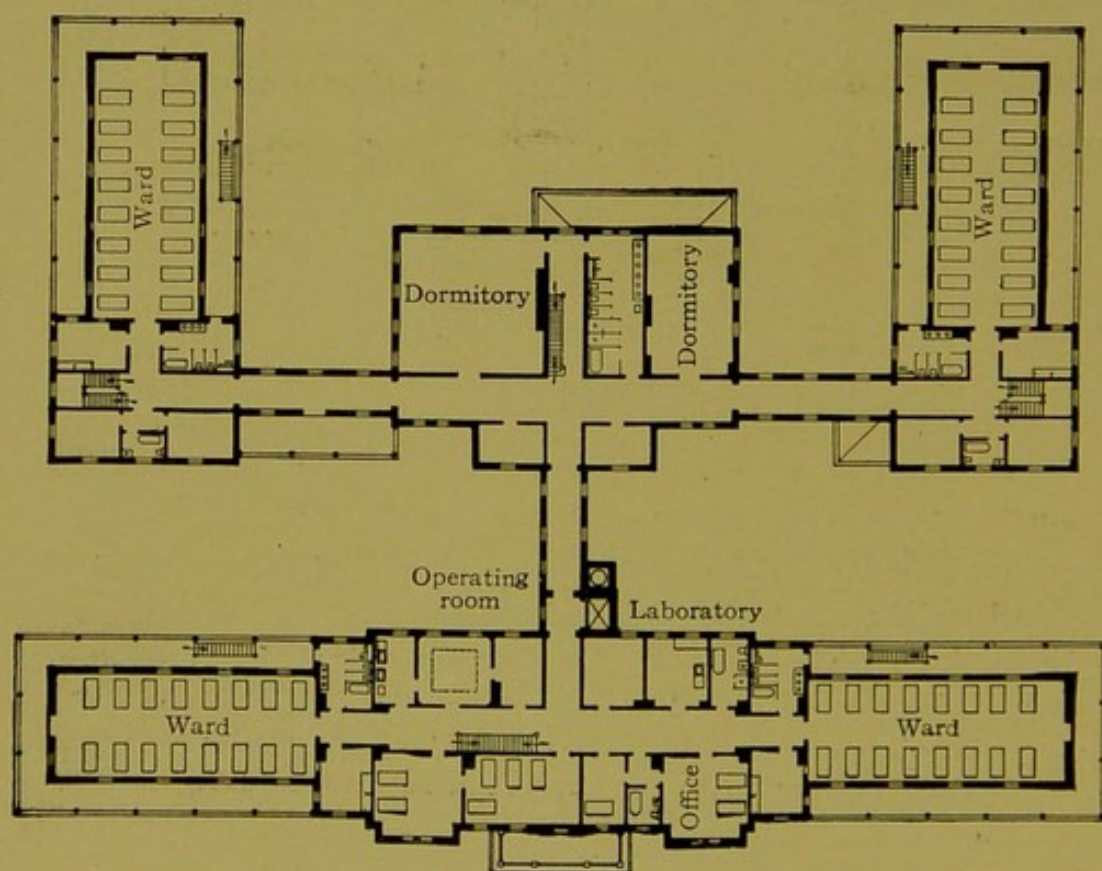 Ward
Ward
Dormitory
Dormitory
Operating
room
Laboratory
Ward
Ward
Office